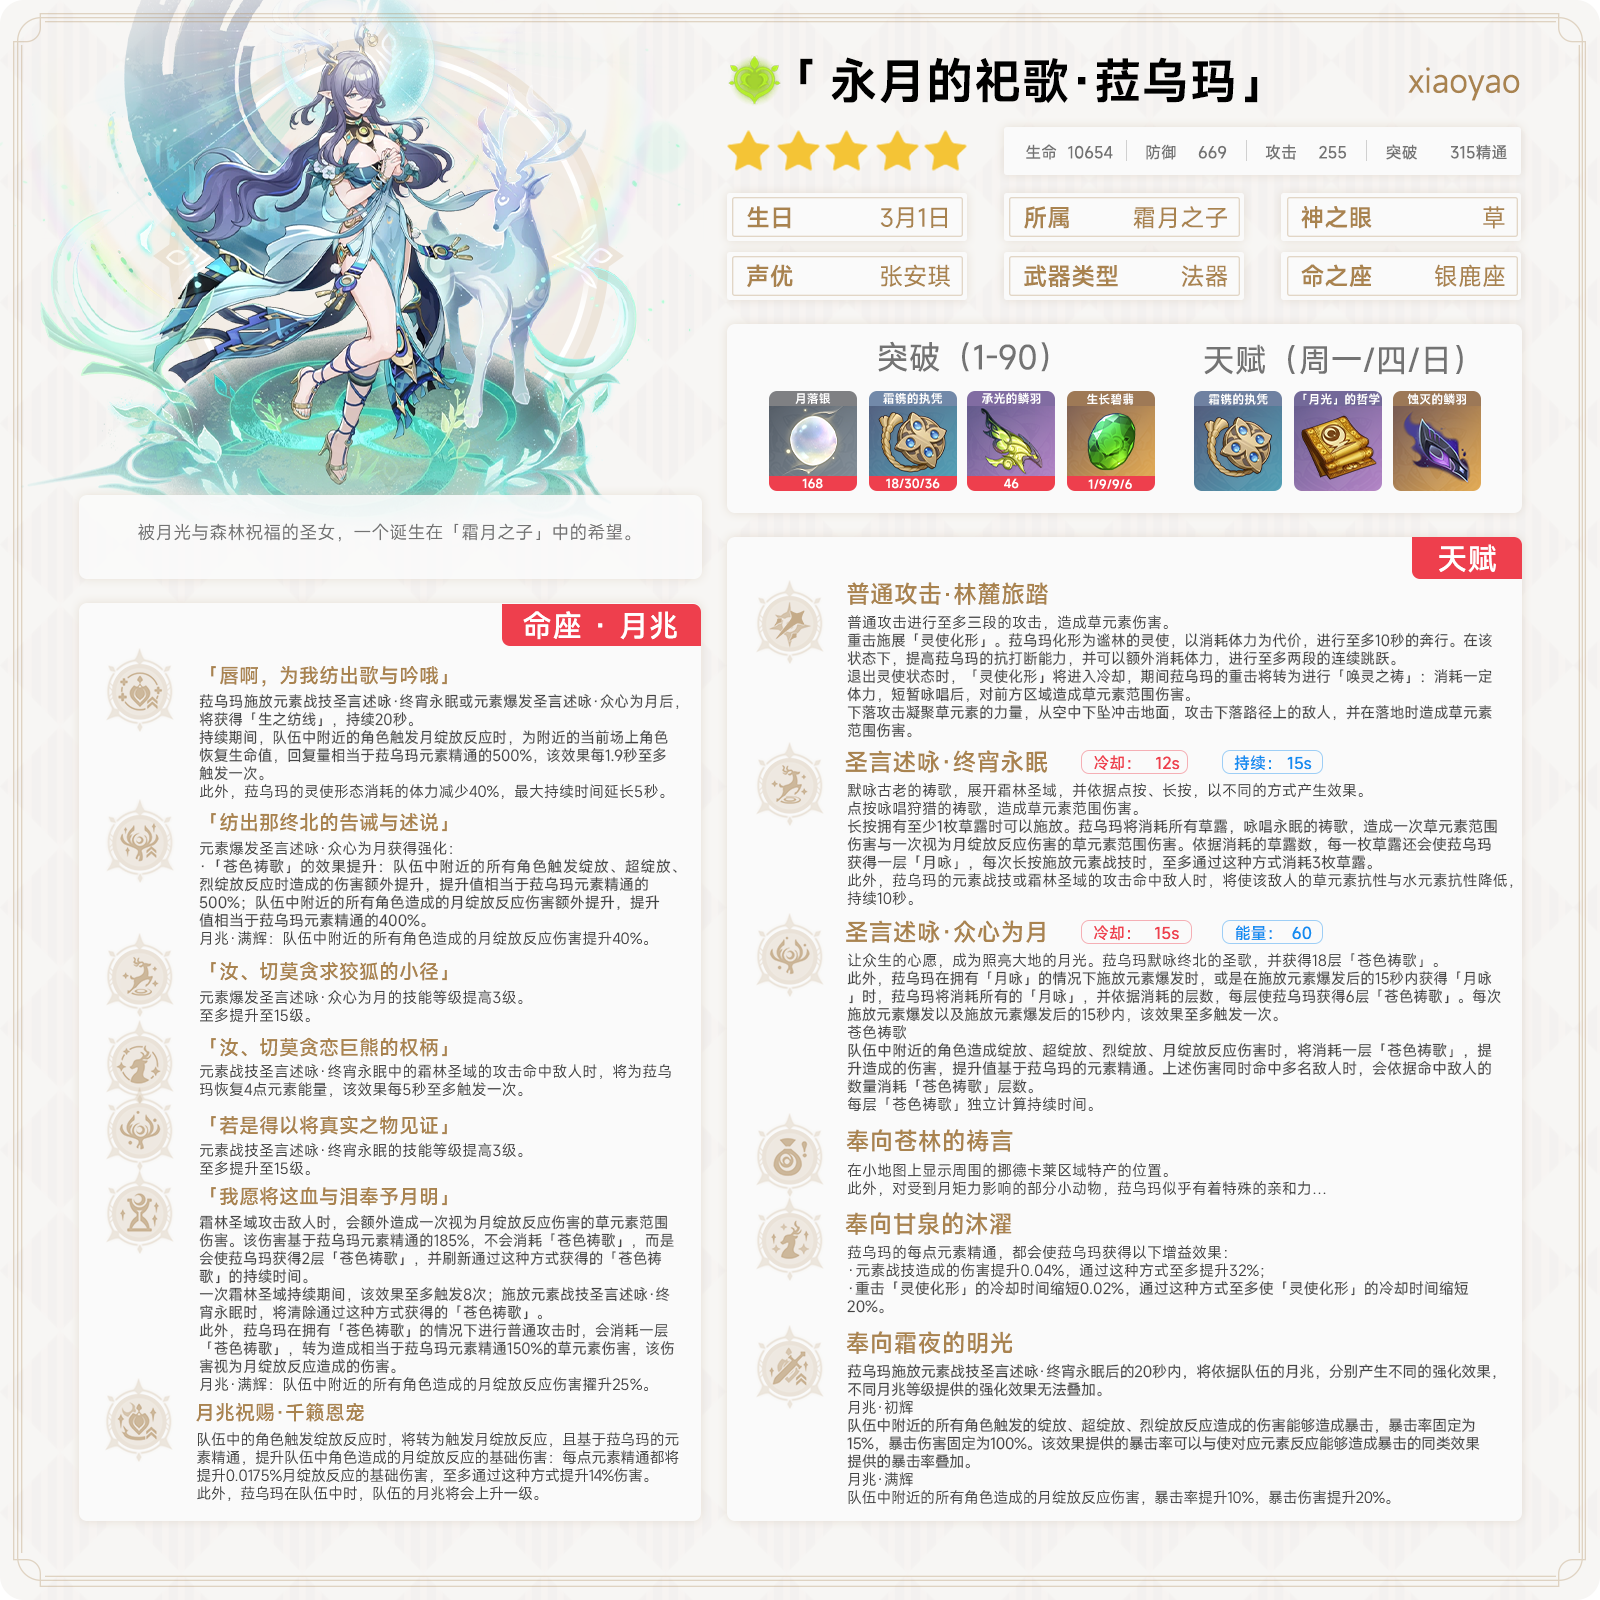 「永月的祀歌·菈乌玛」
xiaoyao
生命 10654 防御 669 攻击 255 突破 315精通
生日 3月1日
所属 霜月之子
神之眼 草
声优 张安琪
武器类型 法器
命之座 银鹿座
突破（1-90）
月落银
168
霜镌的执凭
18/30/36
承光的鳞羽
46
生长碧翡
1/9/9/6
天赋（周一/四/日）
霜镌的执凭
「月光」的哲学
蚀灭的鳞羽
被月光与森林祝福的圣女，一个诞生在「霜月之子」中的希望。
命座 · 月兆
「唇啊，为我纺出歌与吟哦」
菈乌玛施放元素战技圣言述咏·终宵永眠或元素爆发圣言述咏·众心为月后，
将获得「生之纺线」，持续20秒。
持续期间，队伍中附近的角色触发月绽放反应时，为附近的当前场上角色
恢复生命值，回复量相当于菈乌玛元素精通的500%，该效果每1.9秒至多
触发一次。
此外，菈乌玛的灵使形态消耗的体力减少40%，最大持续时间延长5秒。
「纺出那终北的告诫与述说」
元素爆发圣言述咏·众心为月获得强化：
·「苍色祷歌」的效果提升：队伍中附近的所有角色触发绽放、超绽放、
烈绽放反应时造成的伤害额外提升，提升值相当于菈乌玛元素精通的
500%；队伍中附近的所有角色造成的月绽放反应伤害额外提升，提升
值相当于菈乌玛元素精通的400%。
月兆·满辉：队伍中附近的所有角色造成的月绽放反应伤害提升40%。
「汝、切莫贪求狡狐的小径」
元素爆发圣言述咏·众心为月的技能等级提高3级。
至多提升至15级。
「汝、切莫贪恋巨熊的权柄」
元素战技圣言述咏·终宵永眠中的霜林圣域的攻击命中敌人时，将为菈乌
玛恢复4点元素能量，该效果每5秒至多触发一次。
「若是得以将真实之物见证」
元素战技圣言述咏·终宵永眠的技能等级提高3级。
至多提升至15级。
「我愿将这血与泪奉予月明」
霜林圣域攻击敌人时，会额外造成一次视为月绽放反应伤害的草元素范围
伤害。该伤害基于菈乌玛元素精通的185%，不会消耗「苍色祷歌」，而是
会使菈乌玛获得2层「苍色祷歌」，并刷新通过这种方式获得的「苍色祷
歌」的持续时间。
一次霜林圣域持续期间，该效果至多触发8次；施放元素战技圣言述咏·终
宵永眠时，将清除通过这种方式获得的「苍色祷歌」。
此外，菈乌玛在拥有「苍色祷歌」的情况下进行普通攻击时，会消耗一层
「苍色祷歌」，转为造成相当于菈乌玛元素精通150%的草元素伤害，该伤
害视为月绽放反应造成的伤害。
月兆·满辉：队伍中附近的所有角色造成的月绽放反应伤害擢升25%。
月兆祝赐·千籁恩宠
队伍中的角色触发绽放反应时，将转为触发月绽放反应，且基于菈乌玛的元
素精通，提升队伍中角色造成的月绽放反应的基础伤害：每点元素精通都将
提升0.0175%月绽放反应的基础伤害，至多通过这种方式提升14%伤害。
此外，菈乌玛在队伍中时，队伍的月兆将会上升一级。
天赋
普通攻击·林麓旅踏
普通攻击进行至多三段的攻击，造成草元素伤害。
重击施展「灵使化形」。菈乌玛化形为谧林的灵使，以消耗体力为代价，进行至多10秒的奔行。在该
状态下，提高菈乌玛的抗打断能力，并可以额外消耗体力，进行至多两段的连续跳跃。
退出灵使状态时，「灵使化形」将进入冷却，期间菈乌玛的重击将转为进行「唤灵之祷」：消耗一定
体力，短暂咏唱后，对前方区域造成草元素范围伤害。
下落攻击凝聚草元素的力量，从空中下坠冲击地面，攻击下落路径上的敌人，并在落地时造成草元素
范围伤害。
圣言述咏·终宵永眠 冷却： 12s 持续： 15s
默咏古老的祷歌，展开霜林圣域，并依据点按、长按，以不同的方式产生效果。
点按咏唱狩猎的祷歌，造成草元素范围伤害。
长按拥有至少1枚草露时可以施放。菈乌玛将消耗所有草露，咏唱永眠的祷歌，造成一次草元素范围
伤害与一次视为月绽放反应伤害的草元素范围伤害。依据消耗的草露数，每一枚草露还会使菈乌玛
获得一层「月咏」，每次长按施放元素战技时，至多通过这种方式消耗3枚草露。
此外，菈乌玛的元素战技或霜林圣域的攻击命中敌人时，将使该敌人的草元素抗性与水元素抗性降低，
持续10秒。
圣言述咏·众心为月 冷却： 15s 能量： 60
让众生的心愿，成为照亮大地的月光。菈乌玛默咏终北的圣歌，并获得18层「苍色祷歌」。
此外，菈乌玛在拥有「月咏」的情况下施放元素爆发时，或是在施放元素爆发后的15秒内获得「月咏
」时，菈乌玛将消耗所有的「月咏」，并依据消耗的层数，每层使菈乌玛获得6层「苍色祷歌」。每次
施放元素爆发以及施放元素爆发后的15秒内，该效果至多触发一次。
苍色祷歌
队伍中附近的角色造成绽放、超绽放、烈绽放、月绽放反应伤害时，将消耗一层「苍色祷歌」，提
升造成的伤害，提升值基于菈乌玛的元素精通。上述伤害同时命中多名敌人时，会依据命中敌人的
数量消耗「苍色祷歌」层数。
每层「苍色祷歌」独立计算持续时间。
奉向苍林的祷言
在小地图上显示周围的挪德卡莱区域特产的位置。
此外，对受到月矩力影响的部分小动物，菈乌玛似乎有着特殊的亲和力…
奉向甘泉的沐濯
菈乌玛的每点元素精通，都会使菈乌玛获得以下增益效果：
·元素战技造成的伤害提升0.04%，通过这种方式至多提升32%；
·重击「灵使化形」的冷却时间缩短0.02%，通过这种方式至多使「灵使化形」的冷却时间缩短
20%。
奉向霜夜的明光
菈乌玛施放元素战技圣言述咏·终宵永眠后的20秒内，将依据队伍的月兆，分别产生不同的强化效果，
不同月兆等级提供的强化效果无法叠加。
月兆·初辉
队伍中附近的所有角色触发的绽放、超绽放、烈绽放反应造成的伤害能够造成暴击，暴击率固定为
15%，暴击伤害固定为100%。该效果提供的暴击率可以与使对应元素反应能够造成暴击的同类效果
提供的暴击率叠加。
月兆·满辉
队伍中附近的所有角色造成的月绽放反应伤害，暴击率提升10%，暴击伤害提升20%。